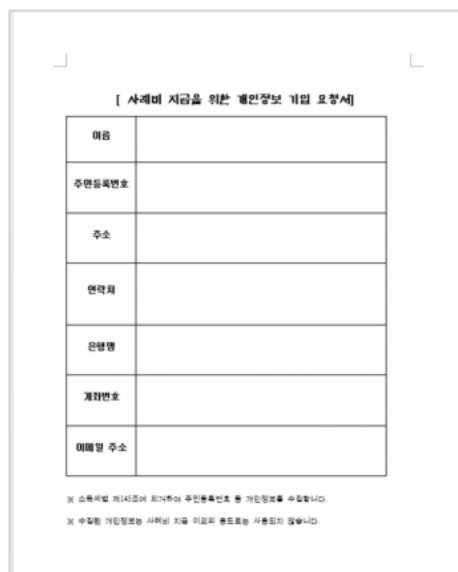 [ 사례비 지급을 위한 개인정보 기입 요청서]
이름
주민등록번호
주소
연락처
은행명
계좌번호
이메일 주소
※ 소득세법 제145조에 의거하여 주민등록번호 등 개인정보를 수집합니다.
※ 수집된 개인정보는 사례비 지급 이외의 용도로는 사용되지 않습니다.